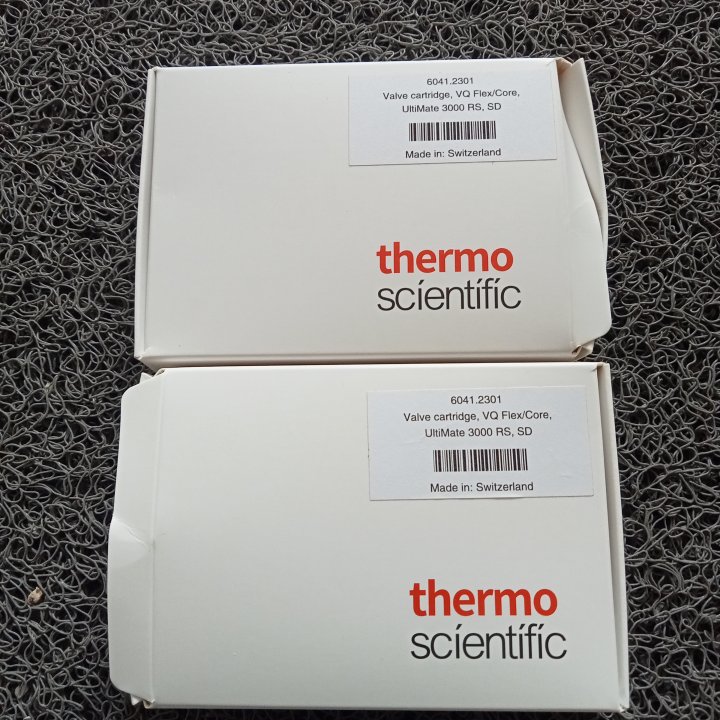 6041.2301
Valve cartridge, VQ Flex/Core,
UltiMate 3000 RS, SD
Made in: Switzerland
thermo
scientific
6041.2301
Valve cartridge, VQ Flex/Core,
UltiMate 3000 RS, SD
Made in: Switzerland
thermo
scientific